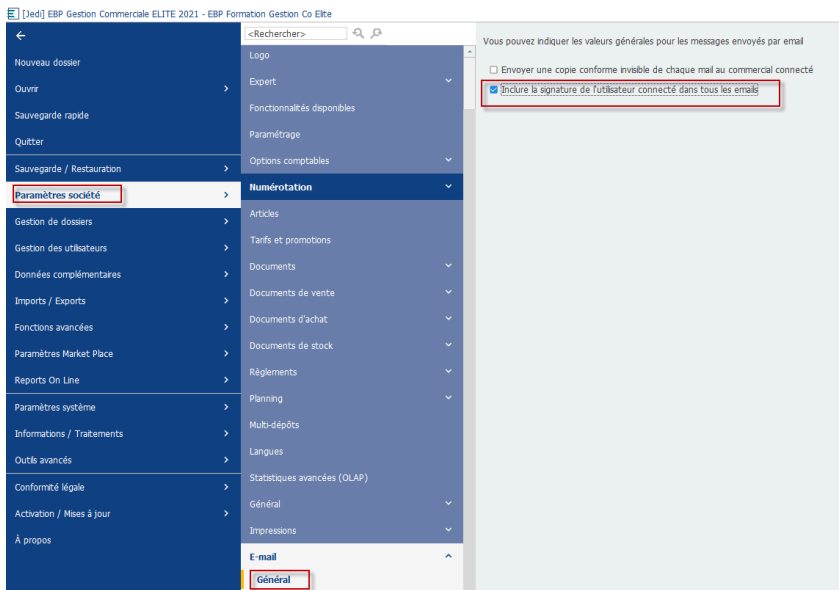 [Jedi] EBP Gestion Commerciale ELITE 2021 - EBP Formation Gestion Co Elite
Nouveau dossier
Ouvrir
Sauvegarde rapide
Quitter
Sauvegarde / Restauration
Paramètres société
Gestion de dossiers
Gestion des utilisateurs
Données complémentaires
Imports / Exports
Fonctions avancées
Paramètres Market Place
Reports On Line
Paramètres système
Informations / Traitements
Outils avancés
Conformité légale
Activation / Mises à jour
À propos
<Rechercher>
Logo
Expert
Fonctionnalités disponibles
Paramétrage
Options comptables
Numérotation
Articles
Tarifs et promotions
Documents
Documents de vente
Documents d'achat
Documents de stock
Règlements
Planning
Multi-dépôts
Langues
Statistiques avancées (OLAP)
Général
Impressions
E-mail
Général
Vous pouvez indiquer les valeurs générales pour les messages envoyés par email
Envoyer une copie conforme invisible de chaque mail au commercial connecté
Inclure la signature de l'utilisateur connecté dans tous les emails